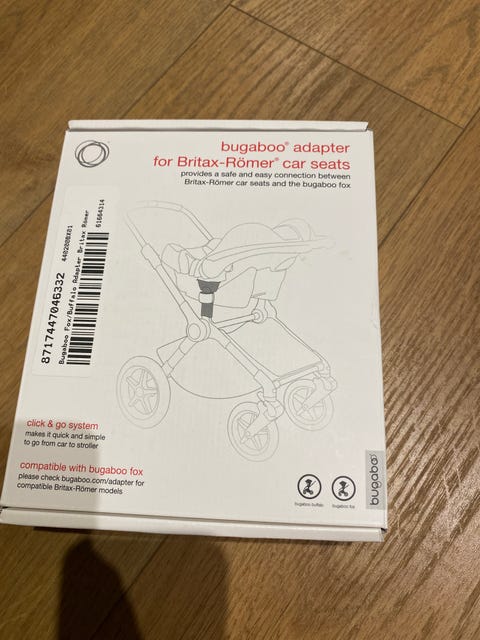 bugaboo® adapter
for Britax-Römer® car seats
provides a safe and easy connection between
Britax-Römer car seats and the bugaboo fox
8717447046332
440280BX01
Bugaboo Fox/Buffalo Adapter Britax Römer
61664314
click & go system
makes it quick and simple
to go from car to stroller
compatible with bugaboo fox
please check bugaboo.com/adapter for
compatible Britax-Römer models
bugaboo buffalo
bugaboo fox
bugaboo